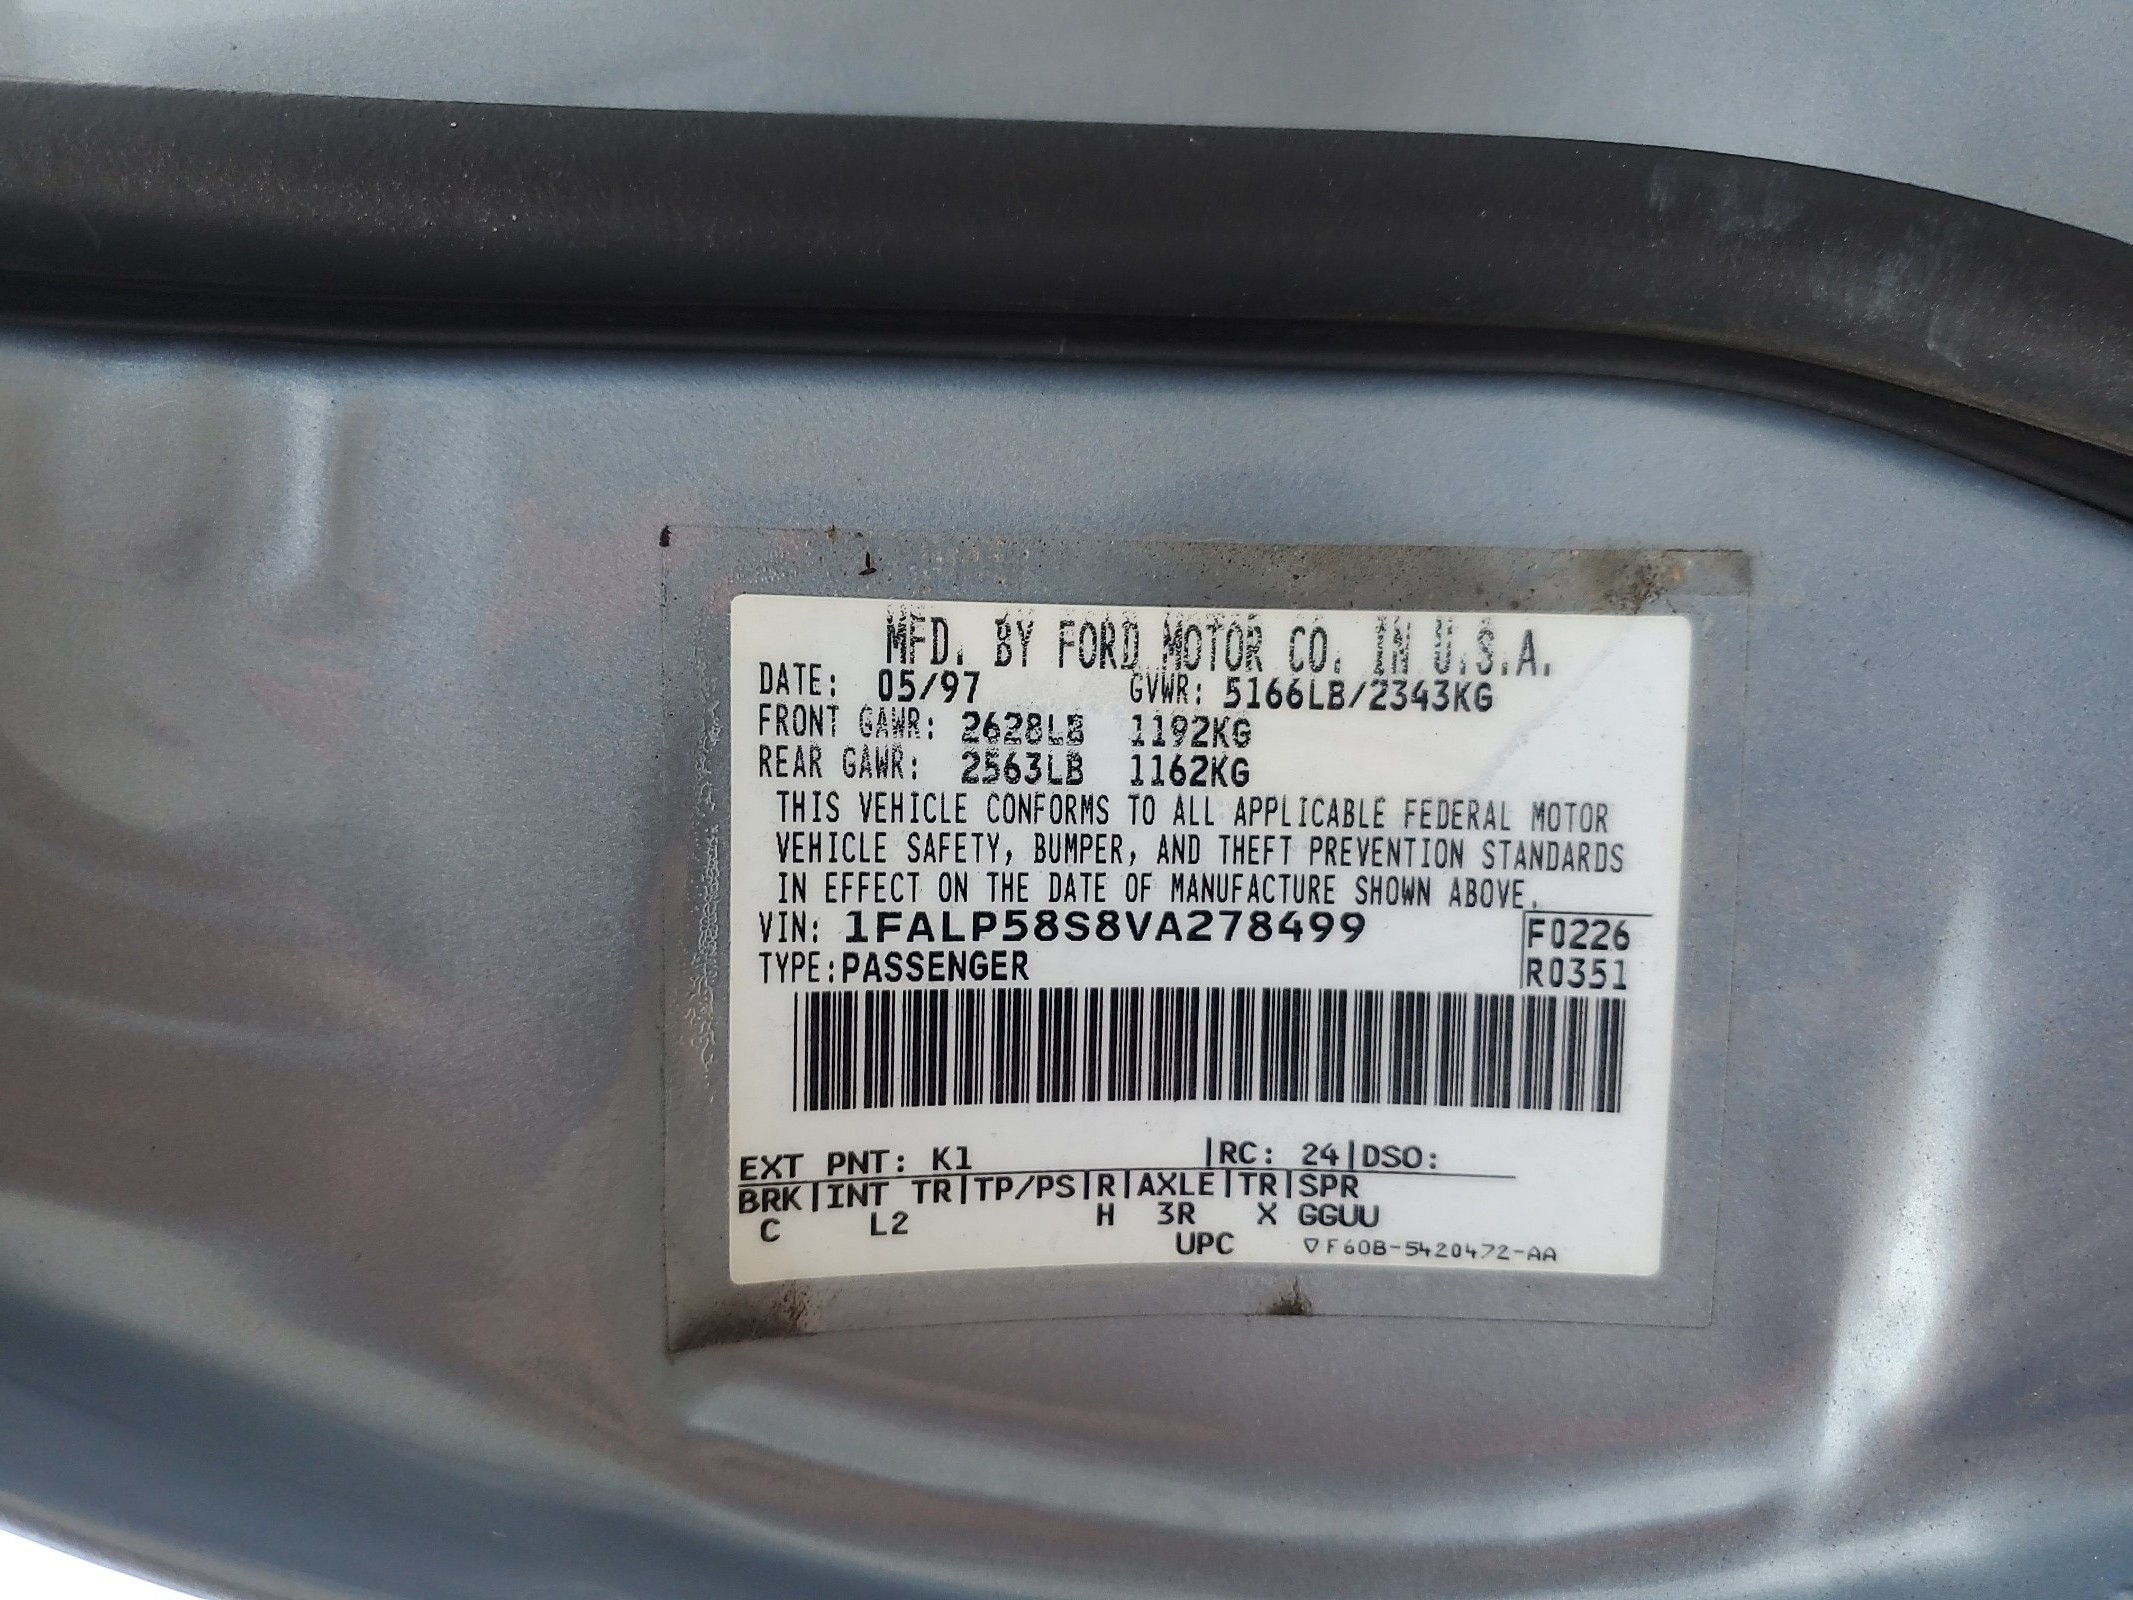 MFD. BY FORD MOTOR CO. IN U.S.A.
DATE: 05/97 GVWR: 5166LB/2343KG
FRONT GAWR: 2628LB 1192KG
REAR GAWR: 2563LB 1162KG
THIS VEHICLE CONFORMS TO ALL APPLICABLE FEDERAL MOTOR
VEHICLE SAFETY, BUMPER, AND THEFT PREVENTION STANDARDS
IN EFFECT ON THE DATE OF MANUFACTURE SHOWN ABOVE.
VIN: 1FALP58S8VA278499 F0226
TYPE: PASSENGER R0351
EXT PNT: K1 |RC: 24|DSO:
BRK|INT TR|TP/PS|R|AXLE|TR|SPR
C L2 H 3R X GGUU
UPC ▽F60B-5420472-AA